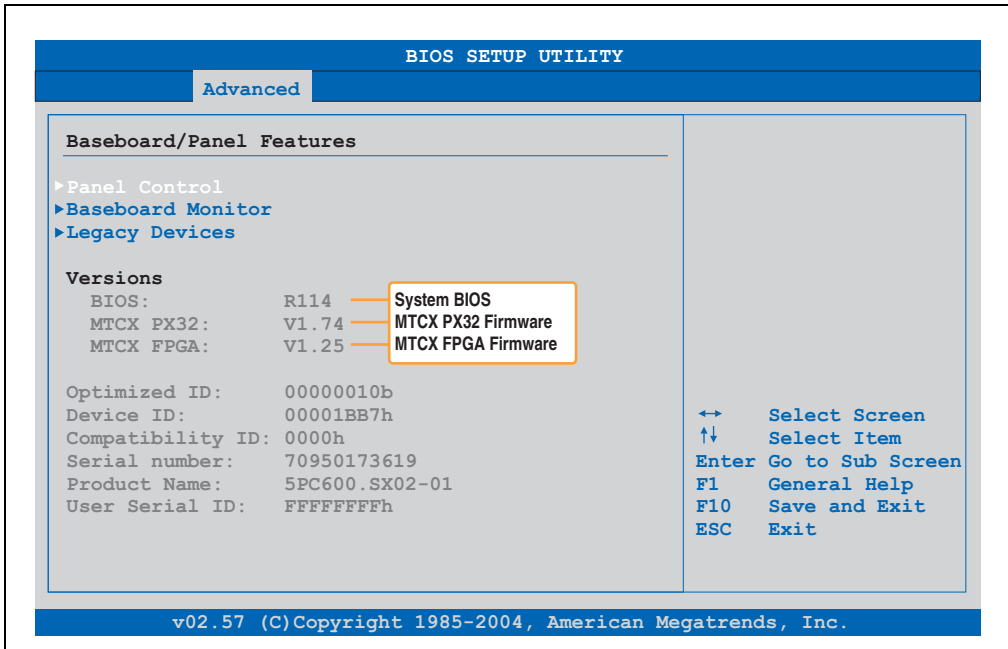 BIOS SETUP UTILITY
Advanced
Baseboard/Panel Features
▶Panel Control
▶Baseboard Monitor
▶Legacy Devices
Versions
BIOS: R114 System BIOS
MTCX PX32: V1.74 MTCX PX32 Firmware
MTCX FPGA: V1.25 MTCX FPGA Firmware
Optimized ID: 00000010b
Device ID: 00001BB7h
Compatibility ID: 0000h
Serial number: 70950173619
Product Name: 5PC600.SX02-01
User Serial ID: FFFFFFFFh
↔ Select Screen
↑↓ Select Item
Enter Go to Sub Screen
F1 General Help
F10 Save and Exit
ESC Exit
v02.57 (C)Copyright 1985-2004, American Megatrends, Inc.